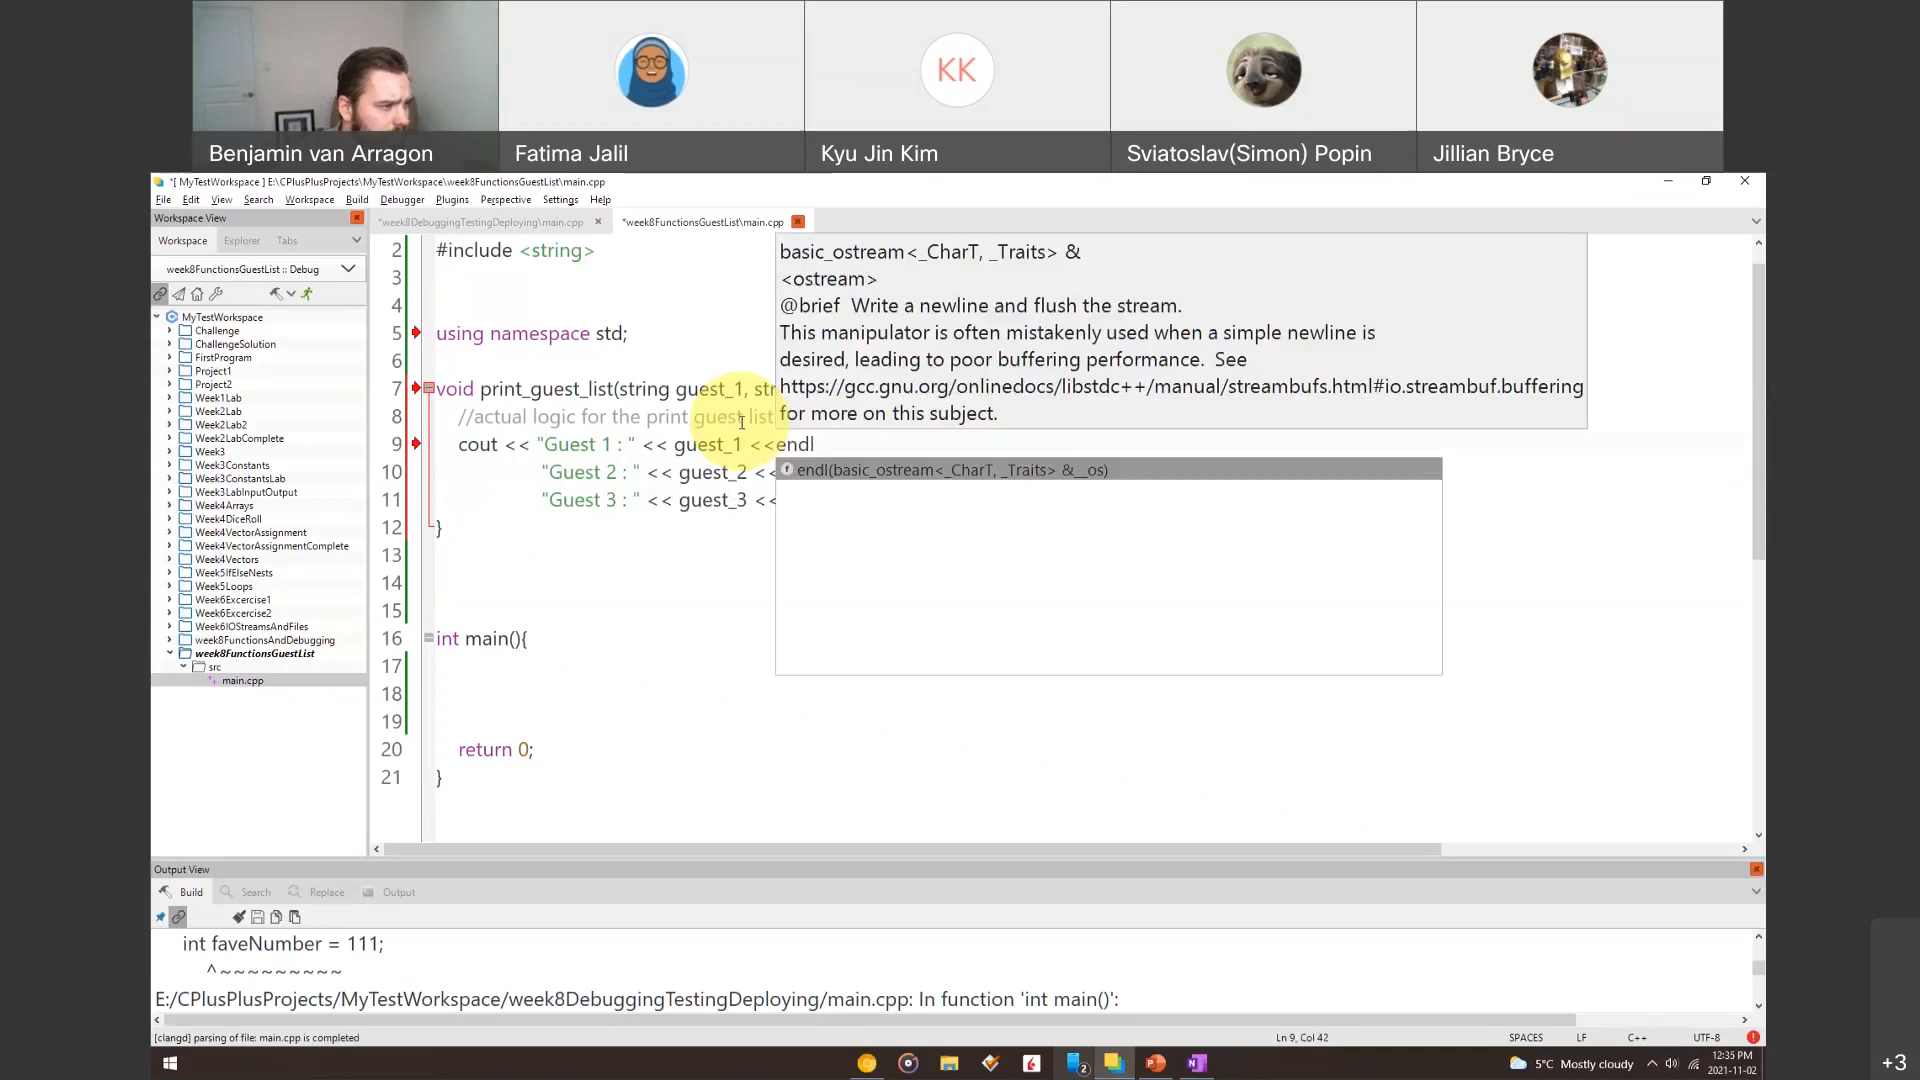 KK
Benjamin van Arragon
Fatima Jalil
Kyu Jin Kim
Sviatoslav(Simon) Popin
Jillian Bryce
*[ MyTestWorkspace ] E:\CPlusPlusProjects\MyTestWorkspace\week8FunctionsGuestList\main.cpp
File Edit View Search Workspace Build Debugger Plugins Perspective Settings Help
Workspace View
Workspace Explorer Tabs
week8FunctionsGuestList :: Debug
MyTestWorkspace
Challenge
ChallengeSolution
FirstProgram
Project1
Project2
Week1Lab
Week2Lab
Week2Lab2
Week2LabComplete
Week3
Week3Constants
Week3ConstantsLab
Week3LabInputOutput
Week4Arrays
Week4DiceRoll
Week4VectorAssignment
Week4VectorAssignmentComplete
Week4Vectors
Week5IfElseNests
Week5Loops
Week6Excercise1
Week6Excercise2
Week6IOStreamsAndFiles
week8FunctionsAndDebugging
week8FunctionsGuestList
src
main.cpp
*week8DebuggingTestingDeploying\main.cpp
*week8FunctionsGuestList\main.cpp
2 #include <string>
3
4
5 using namespace std;
6
7 void print_guest_list(string guest_1, str
8 //actual logic for the print guest list
9 cout << "Guest 1 : " << guest_1 <<endl
10 "Guest 2 : " << guest_2 <<
11 "Guest 3 : " << guest_3 <<
12 }
13
14
15
16 int main(){
17
18
19
20 return 0;
21 }
basic_ostream<_CharT, _Traits> &
<ostream>
@brief  Write a newline and flush the stream.
This manipulator is often mistakenly used when a simple newline is
desired, leading to poor buffering performance.  See
https://gcc.gnu.org/onlinedocs/libstdc++/manual/streambufs.html#io.streambuf.buffering
for more on this subject.
endl(basic_ostream<_CharT, _Traits> &__os)
Output View
Build Search Replace Output
int faveNumber = 111;
^~~~~~~~~~
E:/CPlusPlusProjects/MyTestWorkspace/week8DebuggingTestingDeploying/main.cpp: In function 'int main()':
[clangd] parsing of file: main.cpp is completed
Ln 9, Col 42
SPACES LF C++ UTF-8
2
5°C Mostly cloudy
12:35 PM
2021-11-02
+3